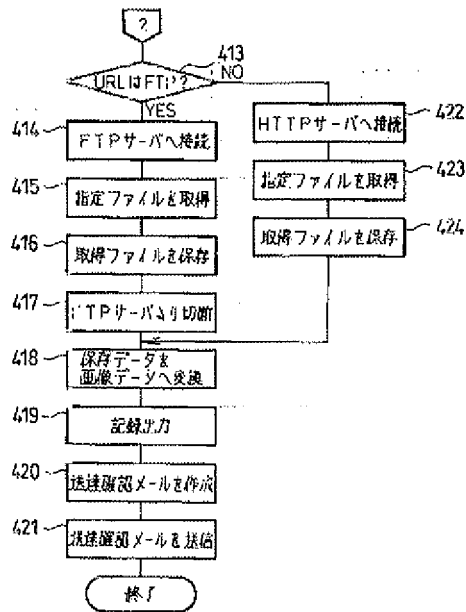 2
413
URLはFTP?
NO
YES
414
FTPサーバへ接続
422
HTTPサーバへ接続
415
指定ファイルを取得
423
指定ファイルを取得
416
取得ファイルを保存
424
取得ファイルを保存
417
FTPサーバより切断
418
保存データを
画像データへ変換
419
記録出力
420
送達確認メールを作成
421
送達確認メールを送信
終了